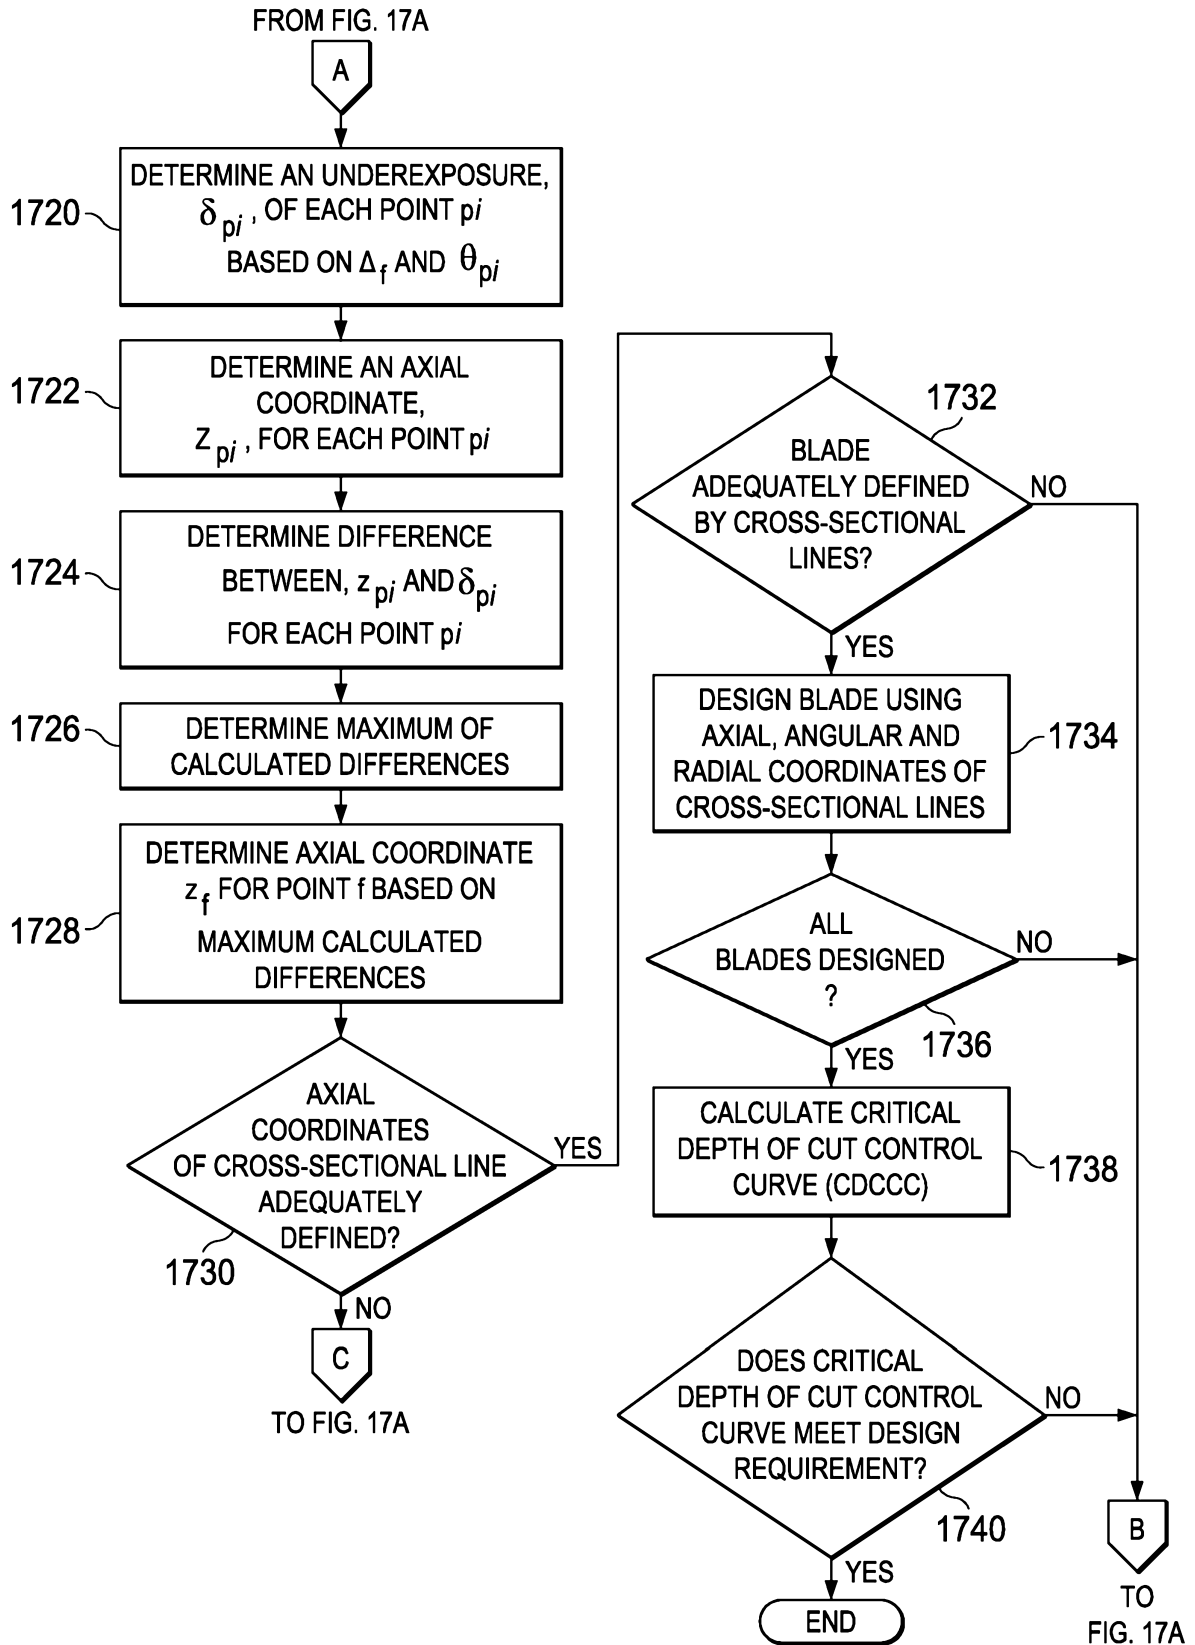 FROM FIG. 17A
A
1720
DETERMINE AN UNDEREXPOSURE,
δpi, OF EACH POINT pi
BASED ON Δf AND θpi
1722
DETERMINE AN AXIAL
COORDINATE,
Zpi, FOR EACH POINT pi
1724
DETERMINE DIFFERENCE
BETWEEN, zpi AND δpi
FOR EACH POINT pi
1726
DETERMINE MAXIMUM OF
CALCULATED DIFFERENCES
1728
DETERMINE AXIAL COORDINATE
zf FOR POINT f BASED ON
MAXIMUM CALCULATED
DIFFERENCES
AXIAL
COORDINATES
OF CROSS-SECTIONAL LINE
ADEQUATELY
DEFINED?
1730
YES
NO
C
TO FIG. 17A
1732
BLADE
ADEQUATELY DEFINED
BY CROSS-SECTIONAL
LINES?
NO
YES
DESIGN BLADE USING
AXIAL, ANGULAR AND
RADIAL COORDINATES OF
CROSS-SECTIONAL LINES
1734
ALL
BLADES DESIGNED
?
NO
1736
YES
CALCULATE CRITICAL
DEPTH OF CUT CONTROL
CURVE (CDCCC)
1738
DOES CRITICAL
DEPTH OF CUT CONTROL
CURVE MEET DESIGN
REQUIREMENT?
NO
1740
YES
END
B
TO
FIG. 17A